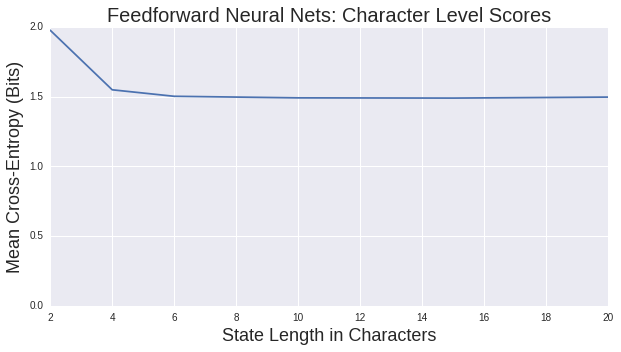 Feedforward Neural Nets: Character Level Scores
Mean Cross-Entropy (Bits)
2.0
1.5
1.0
0.5
0.0
2 4 6 8 10 12 14 16 18 20
State Length in Characters